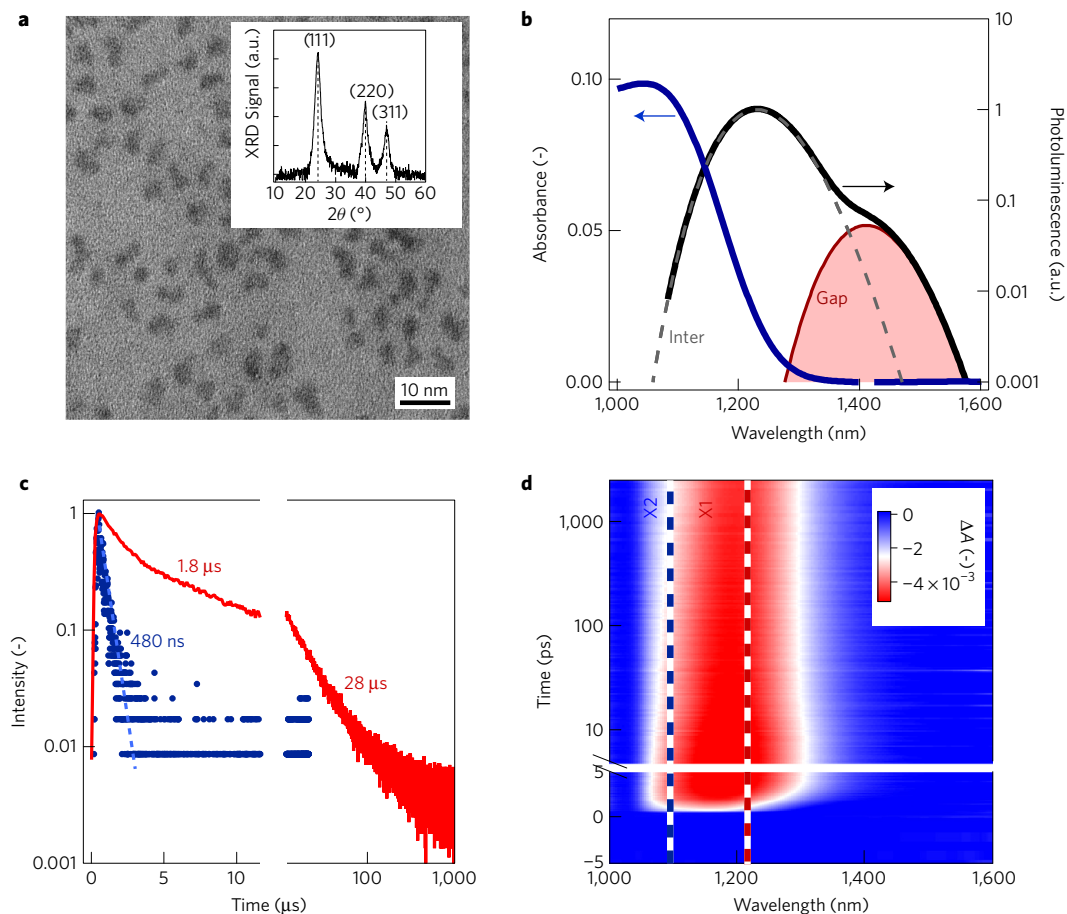 a
XRD Signal (a.u.)
(111)
(220)
(311)
10 20 30 40 50 60
2θ (°)
10 nm
b
Absorbance (-)
0.10
0.05
0.00
10
1
0.1
0.01
0.001
Photoluminescence (a.u.)
Inter
Gap
1,000 1,200 1,400 1,600
Wavelength (nm)
c
Intensity (-)
1
0.1
0.01
0.001
1.8 μs
480 ns
28 μs
0 5 10 100 1,000
Time (μs)
d
Time (ps)
1,000
100
10
5
0
−5
X2
X1
0
−2
−4 × 10⁻³
ΔA (-)
1,000 1,200 1,400 1,600
Wavelength (nm)